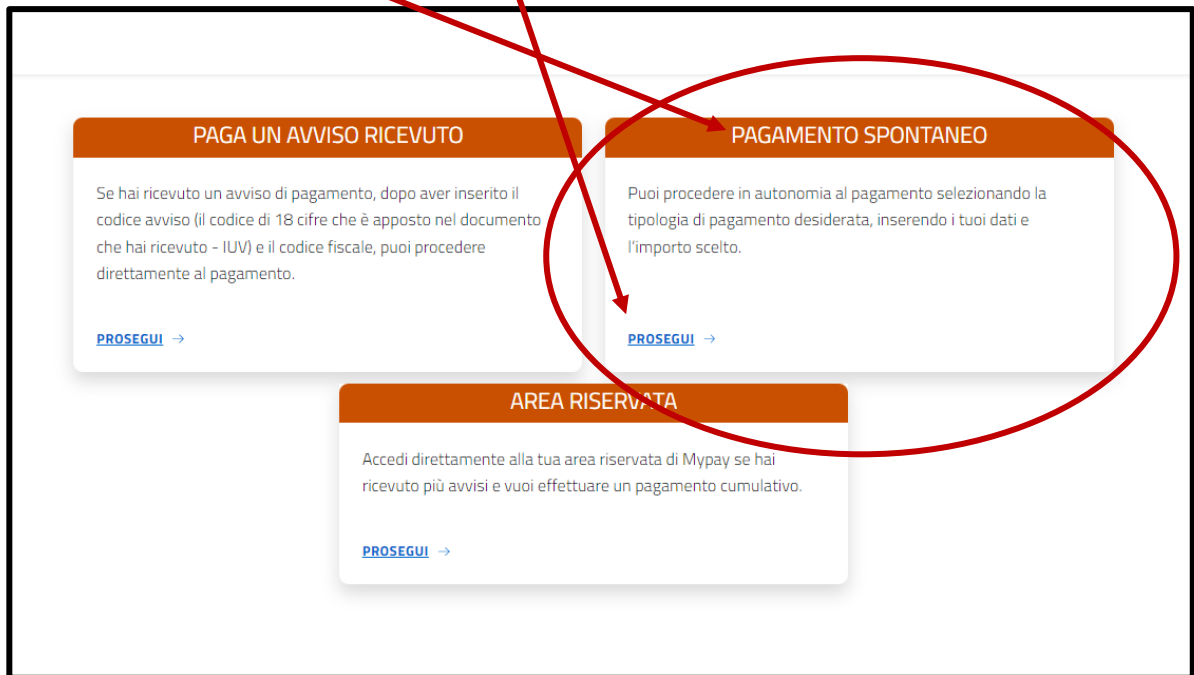 PAGA UN AVVISO RICEVUTO
Se hai ricevuto un avviso di pagamento, dopo aver inserito il
codice avviso (il codice di 18 cifre che è apposto nel documento
che hai ricevuto - IUV) e il codice fiscale, puoi procedere
direttamente al pagamento.
PROSEGUI →
PAGAMENTO SPONTANEO
Puoi procedere in autonomia al pagamento selezionando la
tipologia di pagamento desiderata, inserendo i tuoi dati e
l'importo scelto.
PROSEGUI →
AREA RISERVATA
Accedi direttamente alla tua area riservata di Mypay se hai
ricevuto più avvisi e vuoi effettuare un pagamento cumulativo.
PROSEGUI →